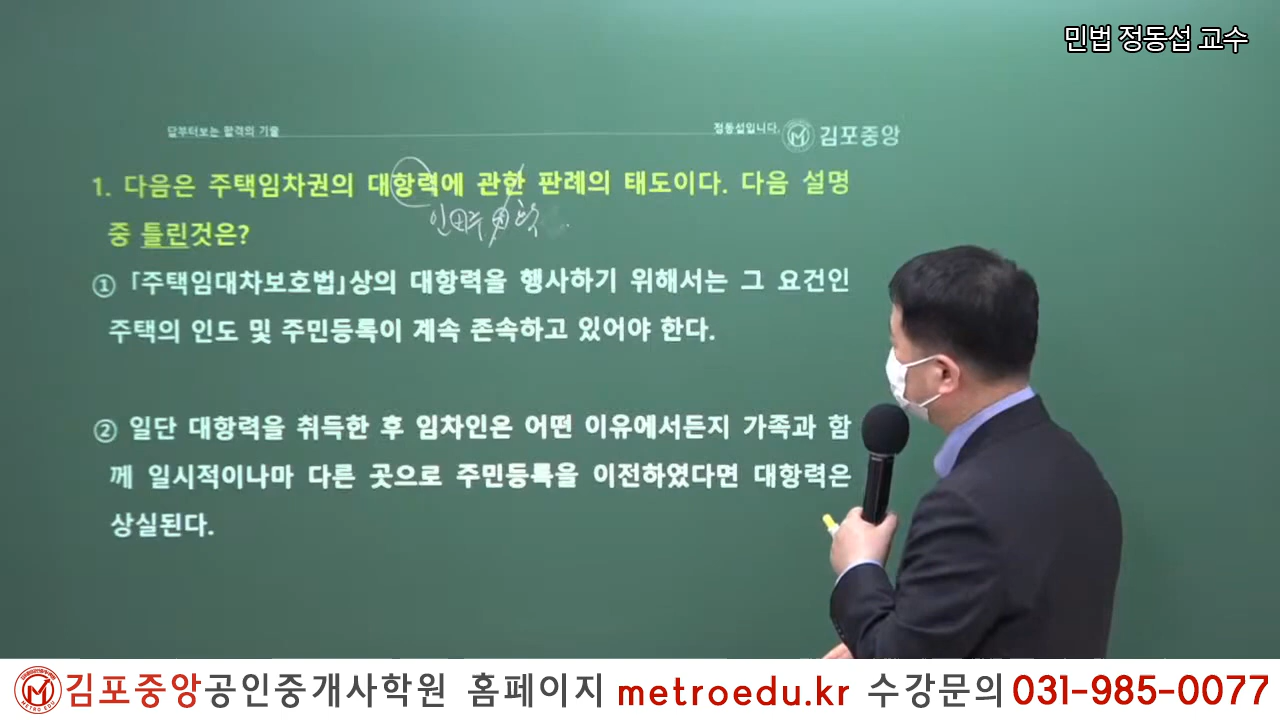 민법 정동섭 교수
답부터보는 합격의 기술
정동섭입니다. 김포중앙
1. 다음은 주택임차권의 대항력에 관한 판례의 태도이다. 다음 설명
중 틀린것은?
① 「주택임대차보호법」상의 대항력을 행사하기 위해서는 그 요건인
주택의 인도 및 주민등록이 계속 존속하고 있어야 한다.
② 일단 대항력을 취득한 후 임차인온 어떤 이유에서든지 가족과 함
께 일시적이나마 다른 곳으로 주민등록을 이전하였다면 대항력은
상실된다.
김포중앙공인중개사학원 홈페이지 metroedu.kr 수강문의 031-985-0077